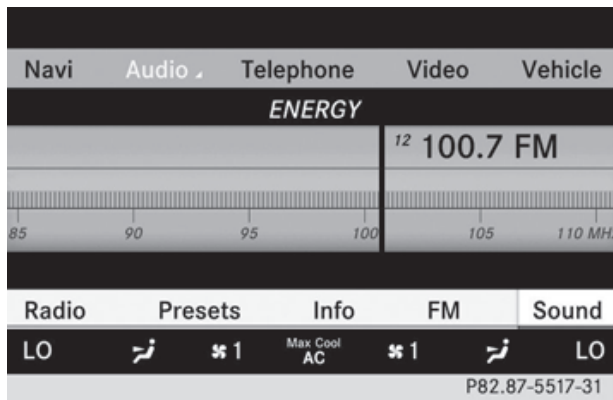 Navi Audio Telephone Video Vehicle
ENERGY
12 100.7 FM
85 90 95 100 105 110 MH
Radio Presets Info FM Sound
LO 1 Max Cool AC 1 LO
P82.87-5517-31